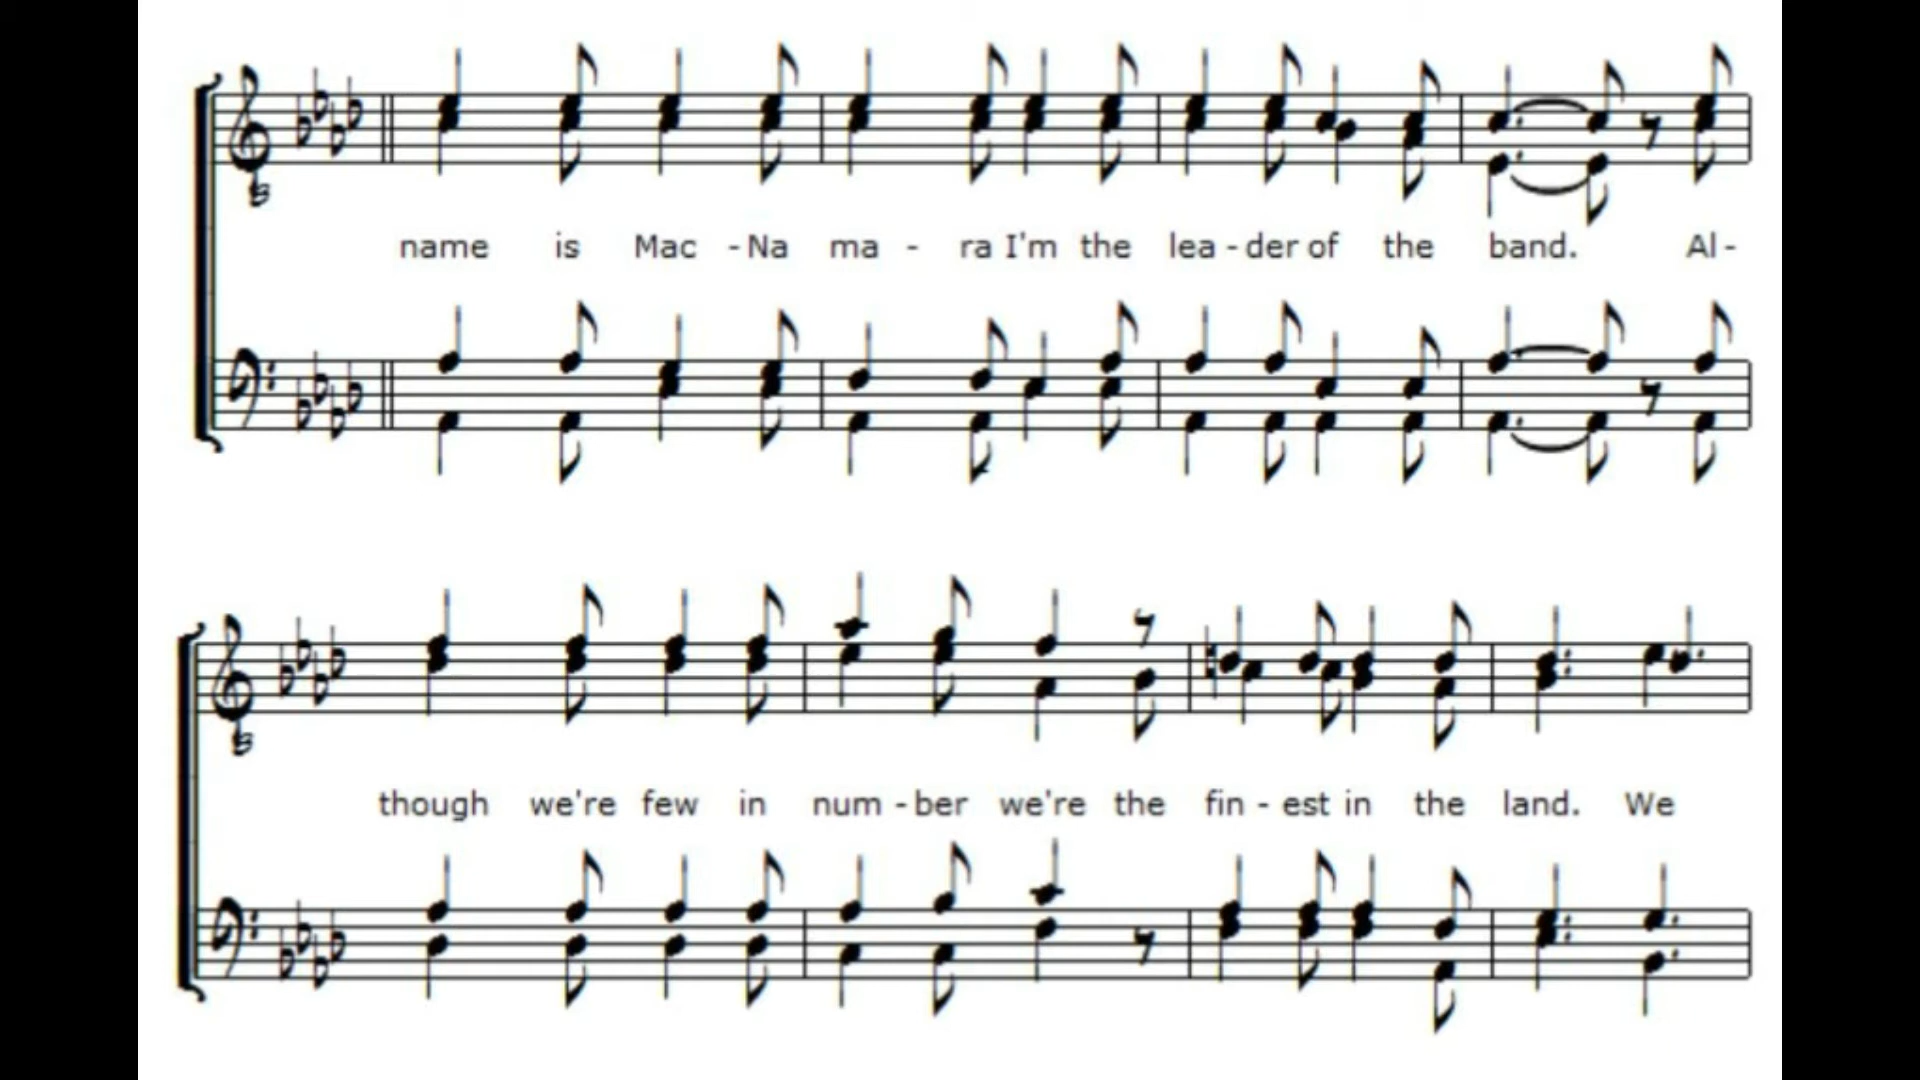 name is Mac - Na ma - ra I'm the lea - der of the band. Al -
though we're few in num - ber we're the fin - est in the land. We